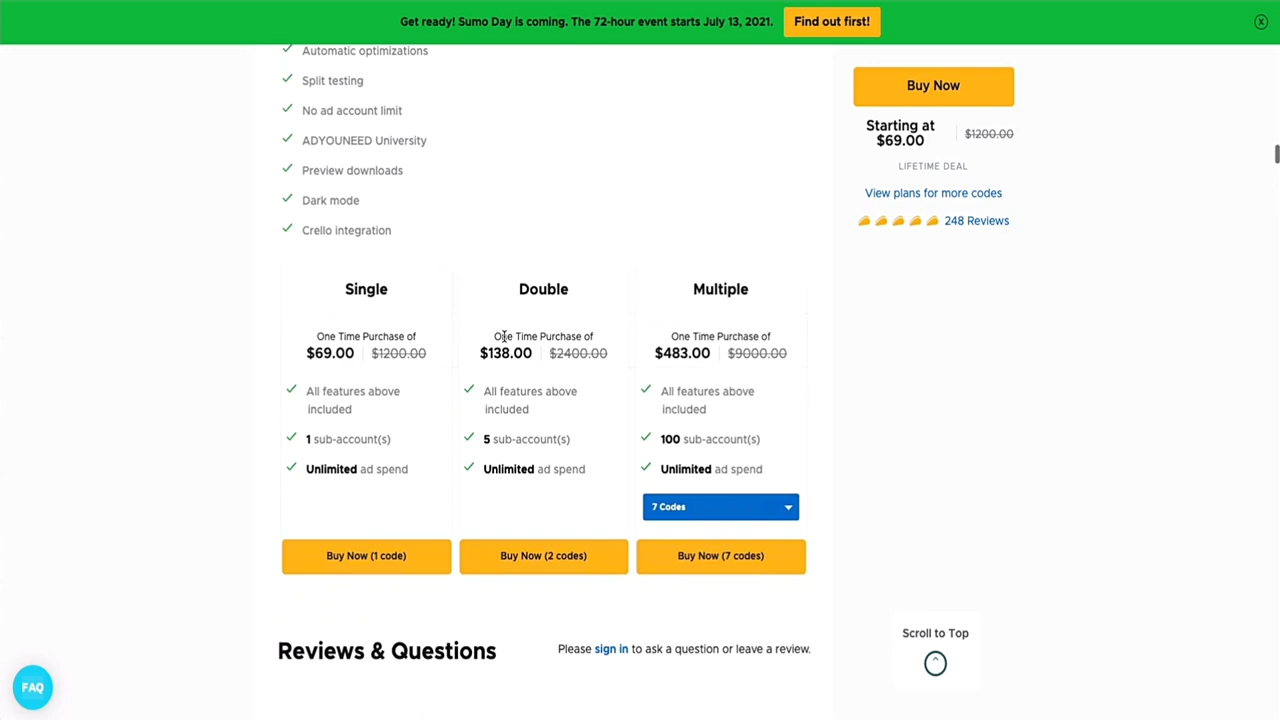 Get ready! Sumo Day is coming. The 72-hour event starts July 13, 2021.
Find out first!
Automatic optimizations
Split testing
No ad account limit
ADYOUNEED University
Preview downloads
Dark mode
Crello integration
Buy Now
Starting at
$69.00
$1200.00
LIFETIME DEAL
View plans for more codes
248 Reviews
Single
One Time Purchase of
$69.00 $1200.00
All features above
included
1 sub-account(s)
Unlimited ad spend
Buy Now (1 code)
Double
One Time Purchase of
$138.00 $2400.00
All features above
included
5 sub-account(s)
Unlimited ad spend
Buy Now (2 codes)
Multiple
One Time Purchase of
$483.00 $9000.00
All features above
included
100 sub-account(s)
Unlimited ad spend
7 Codes
Buy Now (7 codes)
Reviews & Questions
Please sign in to ask a question or leave a review.
Scroll to Top
FAQ